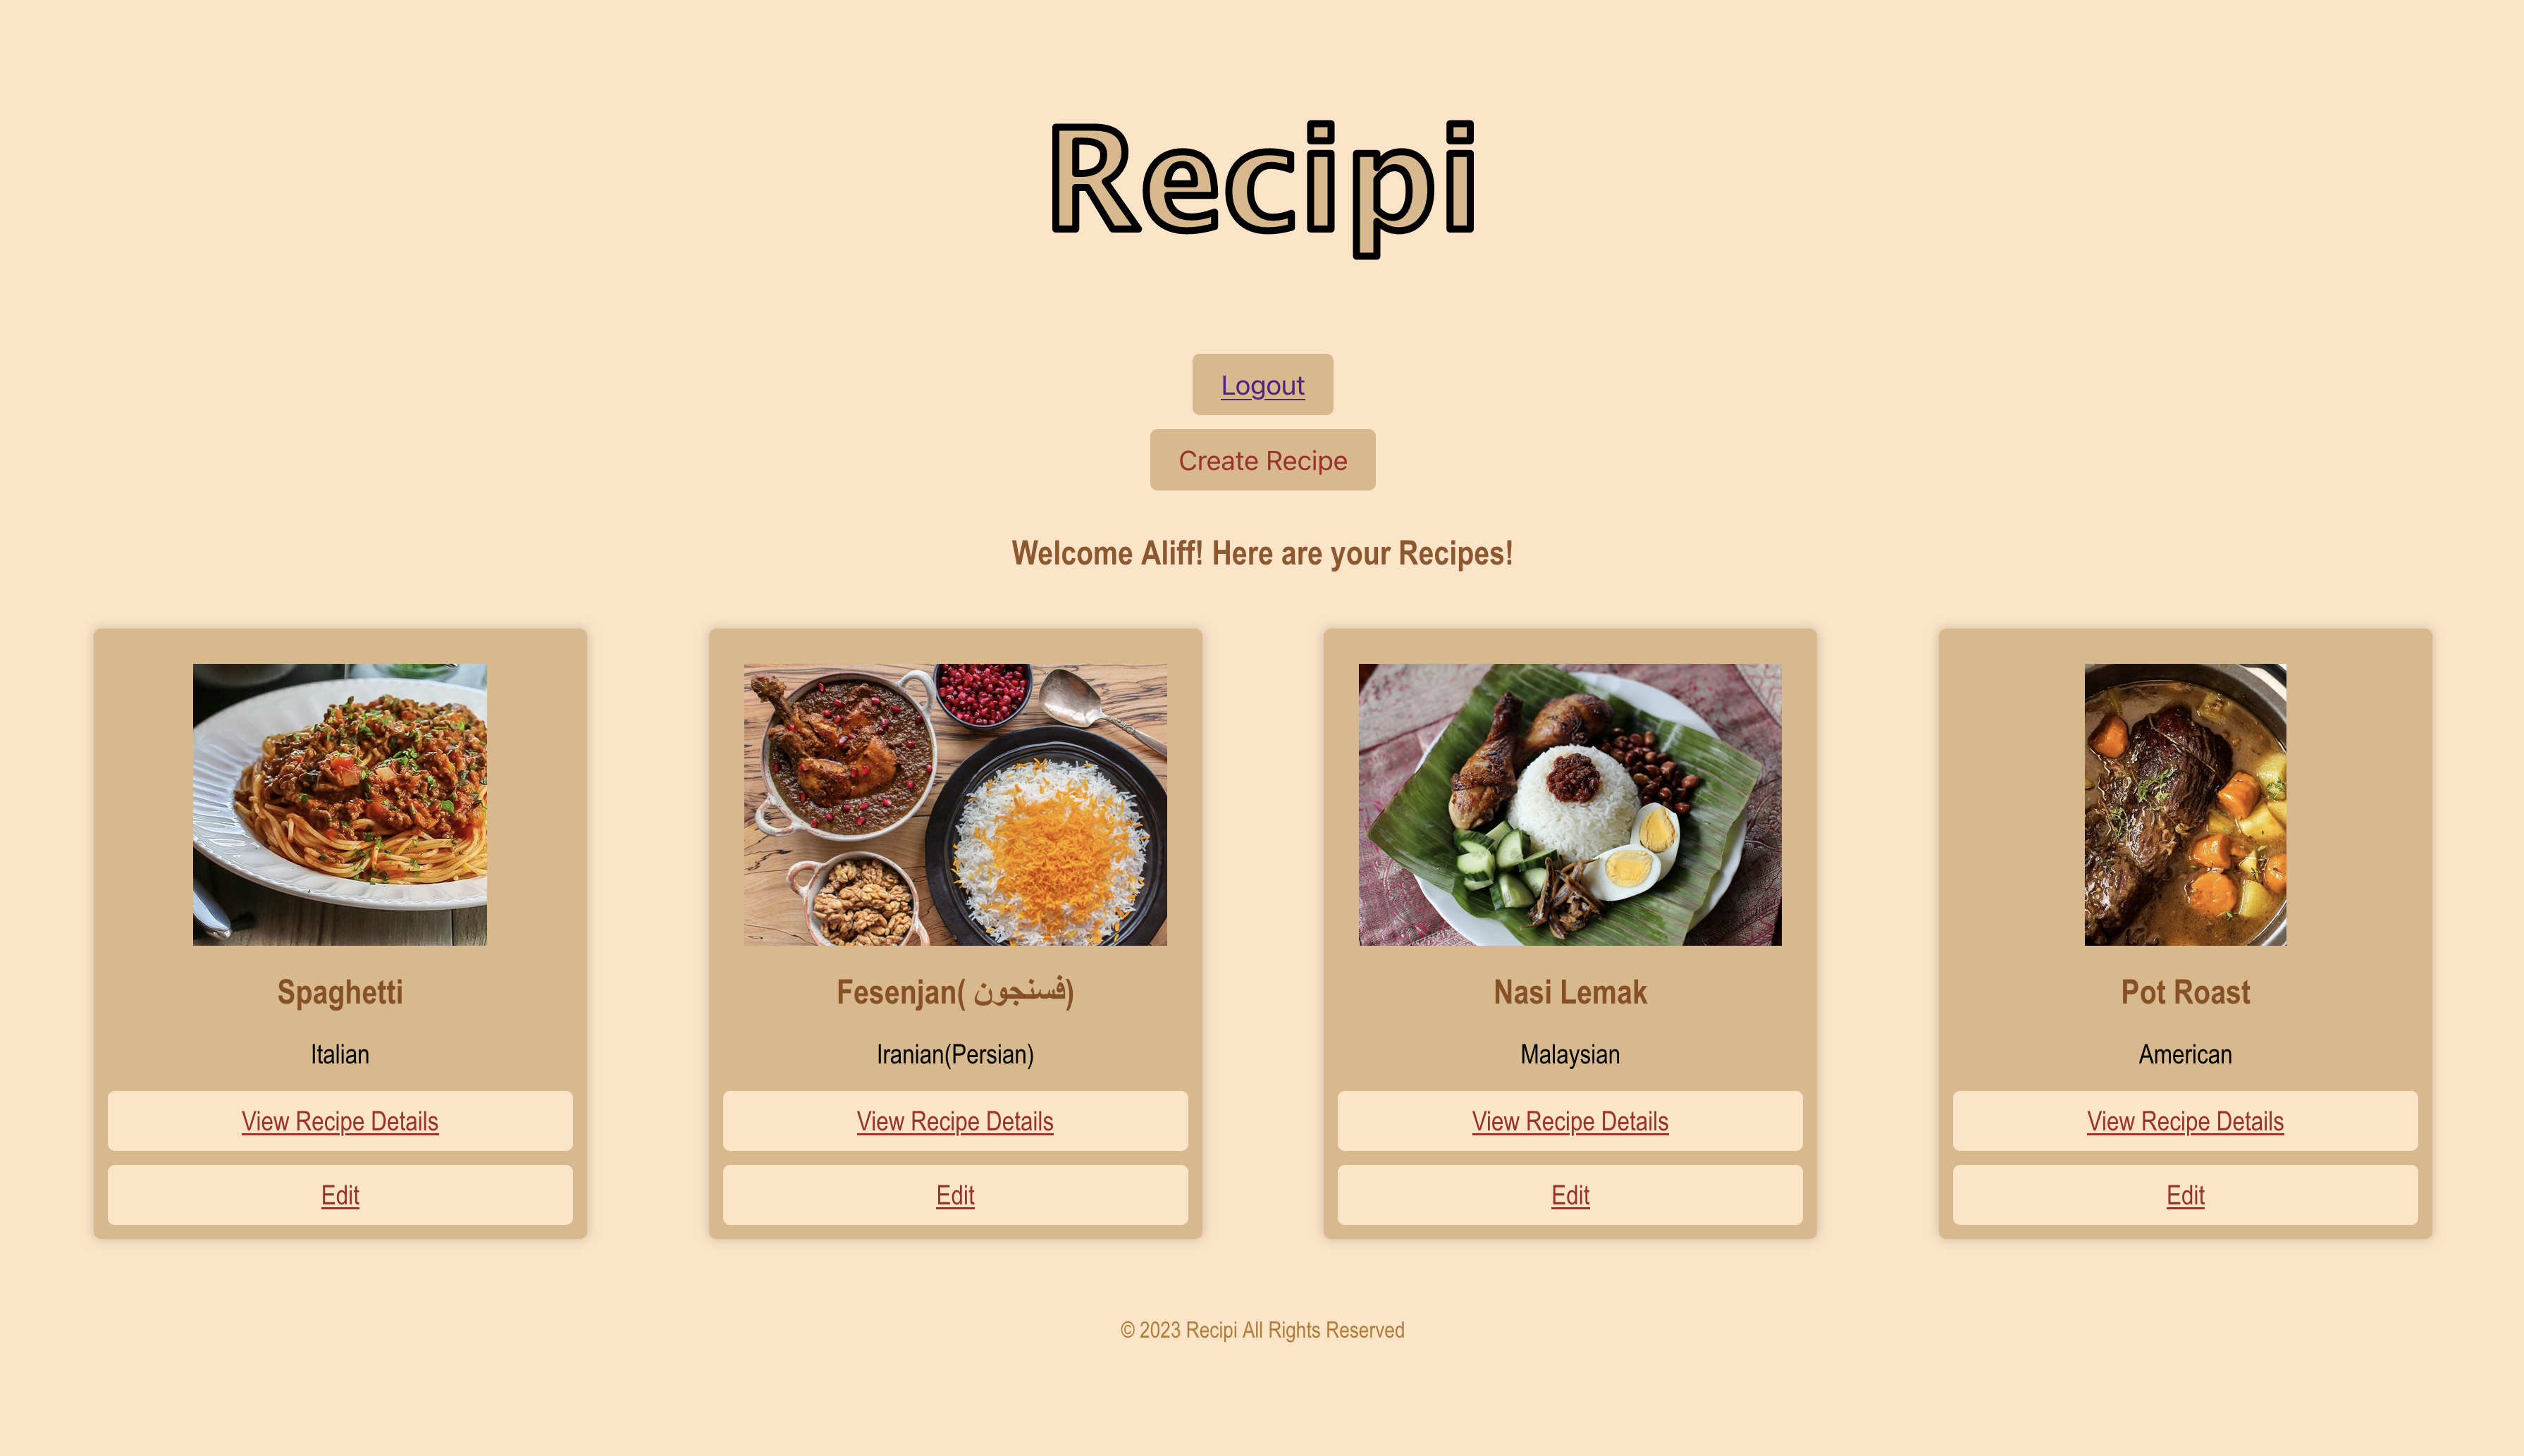 Recipi
Logout
Create Recipe
Welcome Aliff! Here are your Recipes!
Spaghetti
Italian
View Recipe Details
Edit
Fesenjan( فسنجون)
Iranian(Persian)
View Recipe Details
Edit
Nasi Lemak
Malaysian
View Recipe Details
Edit
Pot Roast
American
View Recipe Details
Edit
© 2023 Recipi All Rights Reserved